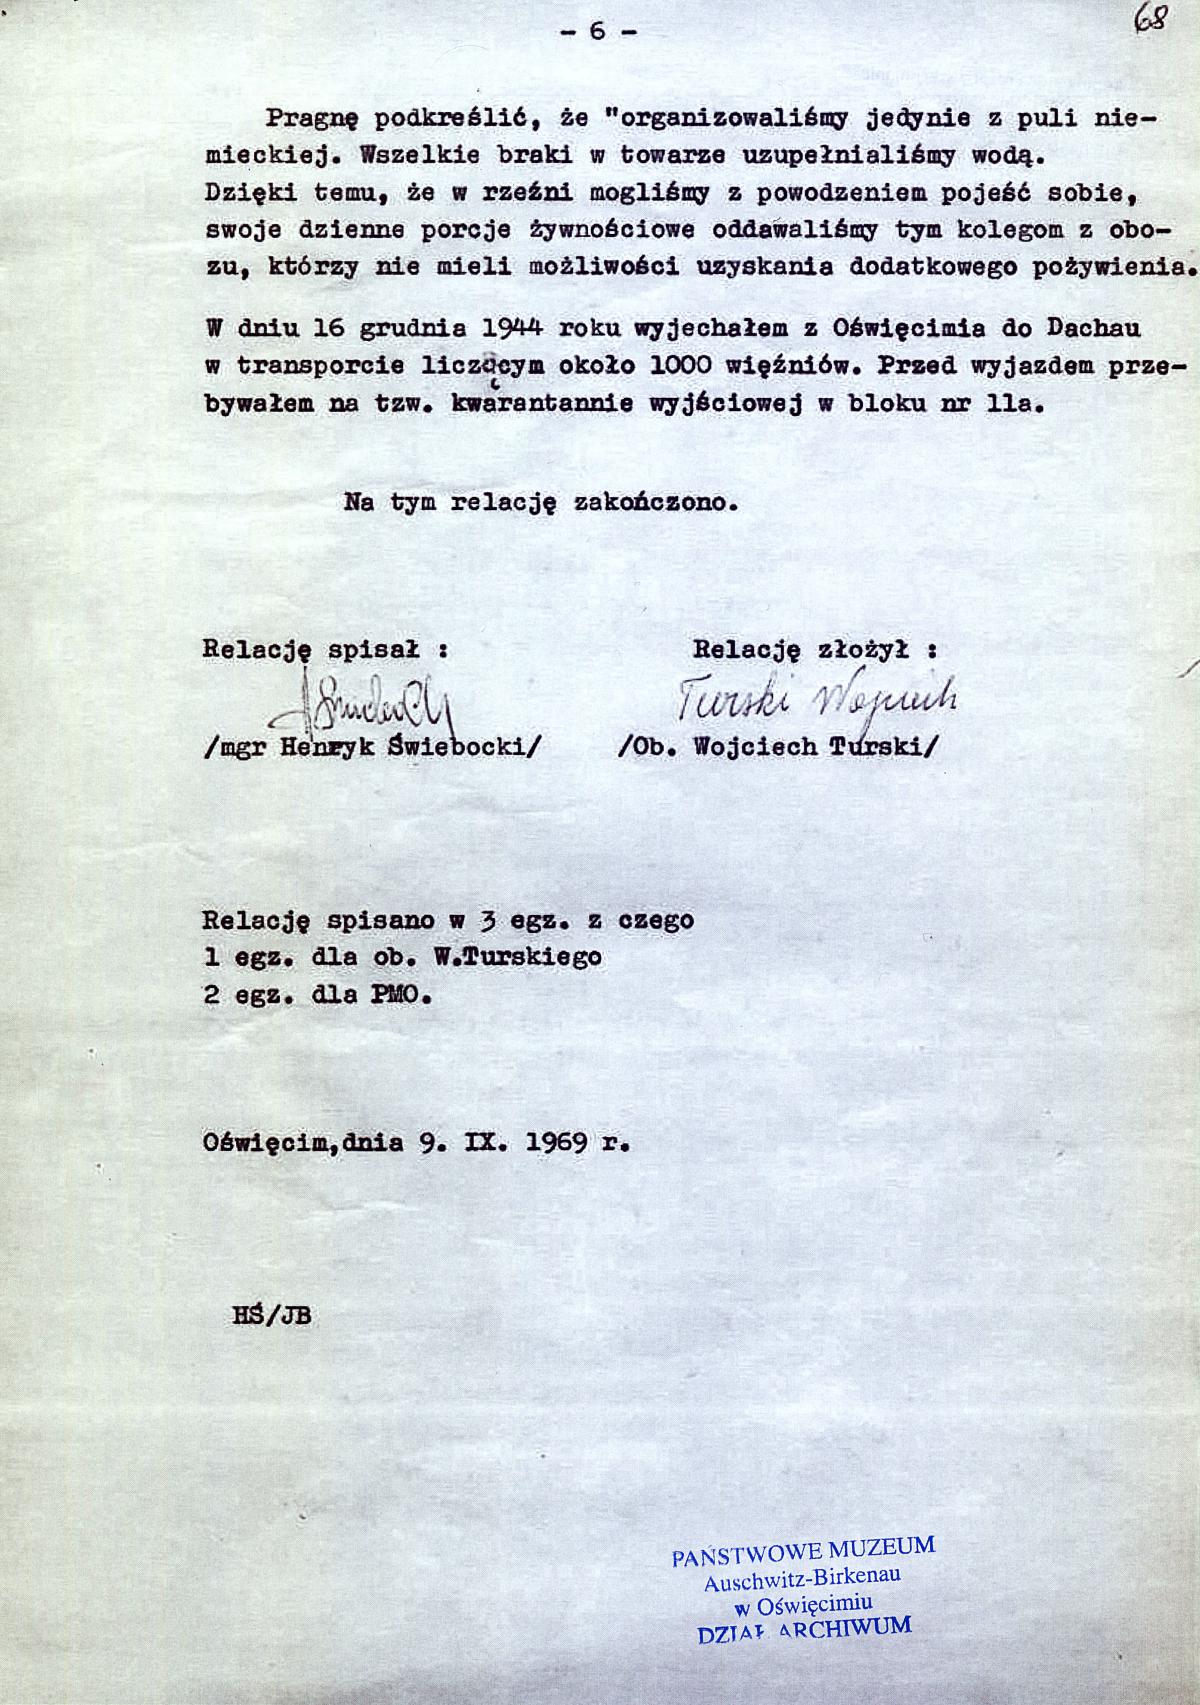 - 6 -
68
Pragnę podkreślić, że "organizowaliśmy jedynie z puli nie-
mieckiej. Wszelkie braki w towarze uzupełnialiśmy wodą.
Dzięki temu, że w rzeźni mogliśmy z powodzeniem pojeść sobie,
swoje dzienne porcje żywnościowe oddawaliśmy tym kolegom z obo-
zu, którzy nie mieli możliwości uzyskania dodatkowego pożywienia.
W dniu 16 grudnia 1944 roku wyjechałem z Oświęcimia do Dachau
w transporcie liczącym około 1000 więźniów. Przed wyjazdem prze-
bywałem na tzw. kwarantannie wyjściowej w bloku nr 11a.
Na tym relację zakończono.
Relację spisał : Relację złożył :
Turski Wojciech
/mgr Henryk Świebocki/ /Ob. Wojciech Turski/
Relację spisano w 3 egz. z czego
1 egz. dla ob. W.Turskiego
2 egz. dla PMO.
Oświęcim,dnia 9. IX. 1969 r.
HŚ/JB
PAŃSTWOWE MUZEUM
Auschwitz-Birkenau
w Oświęcimiu
DZIAŁ ARCHIWUM